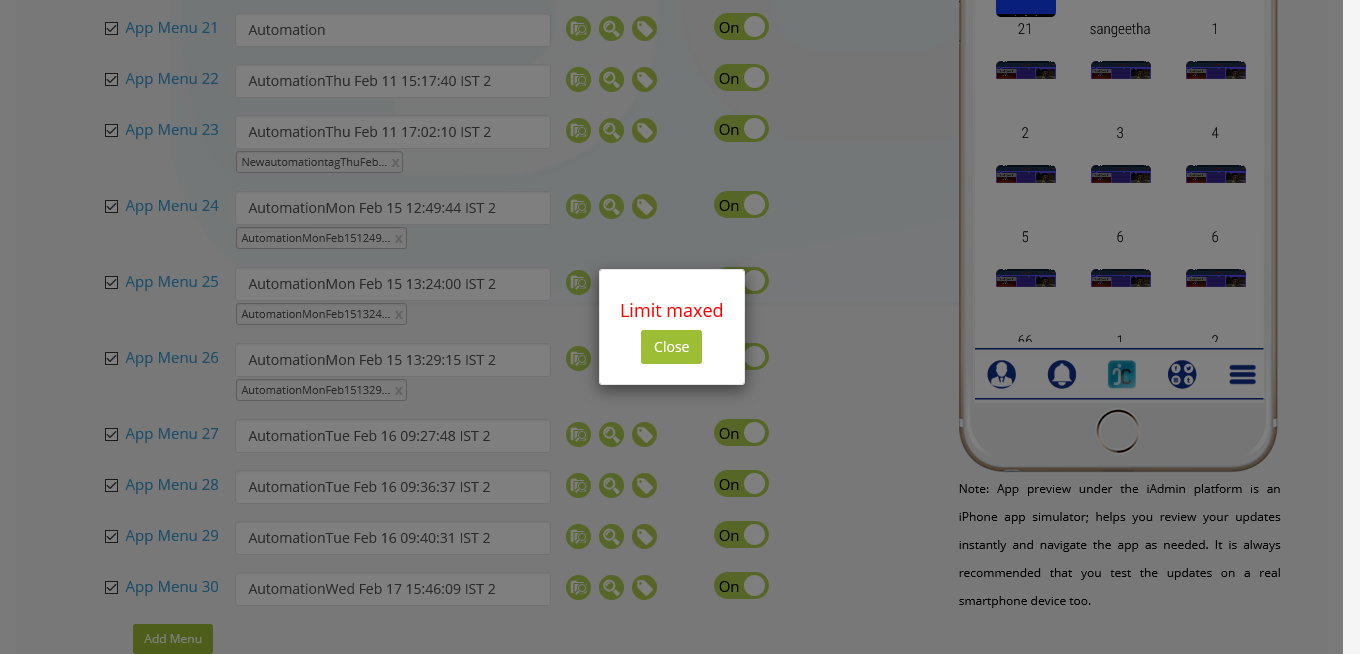 App Menu 21 Automation On
App Menu 22 AutomationThu Feb 11 15:17:40 IST 2 On
App Menu 23 AutomationThu Feb 11 17:02:10 IST 2 On
NewautomationtagThuFeb... x
App Menu 24 AutomationMon Feb 15 12:49:44 IST 2 On
AutomationMonFeb151249... x
App Menu 25 AutomationMon Feb 15 13:24:00 IST 2
AutomationMonFeb151324... x
App Menu 26 AutomationMon Feb 15 13:29:15 IST 2
AutomationMonFeb151329... x
App Menu 27 AutomationTue Feb 16 09:27:48 IST 2 On
App Menu 28 AutomationTue Feb 16 09:36:37 IST 2 On
App Menu 29 AutomationTue Feb 16 09:40:31 IST 2 On
App Menu 30 AutomationWed Feb 17 15:46:09 IST 2 On
Add Menu
Limit maxed
Close
21 sangeetha 1
2 3 4
5 6 6
66 1 2
jc
Note: App preview under the iAdmin platform is an
iPhone app simulator; helps you review your updates
instantly and navigate the app as needed. It is always
recommended that you test the updates on a real
smartphone device too.